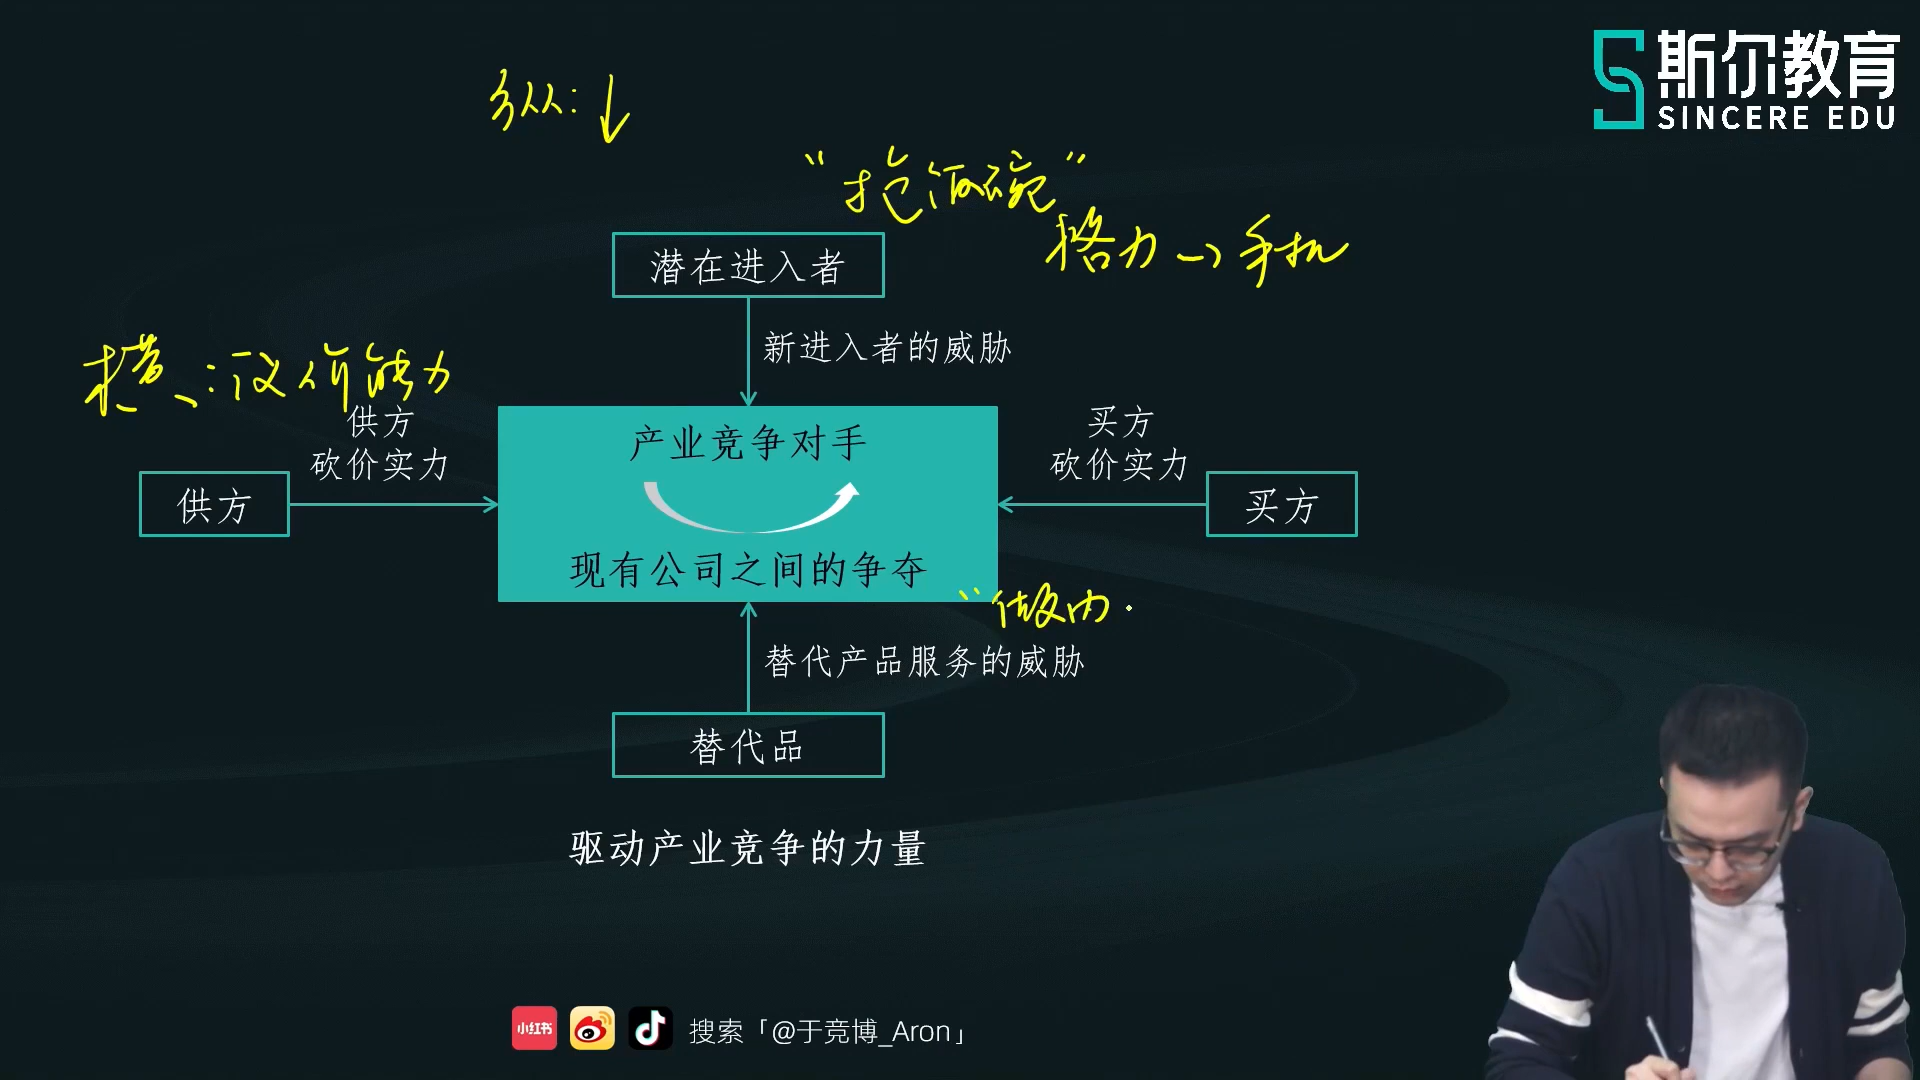 斯尔教育
SINCERE EDU
纵:↓
“抢饭碗”
格力→手机
潜在进入者
新进入者的威胁
横:议价能力
供方
砍价实力
买方
砍价实力
产业竞争对手
供方
买方
现有公司之间的争夺
“做
替代产品服务的威胁
替代品
驱动产业竞争的力量
小红书
搜索「@于竞博_Aron」